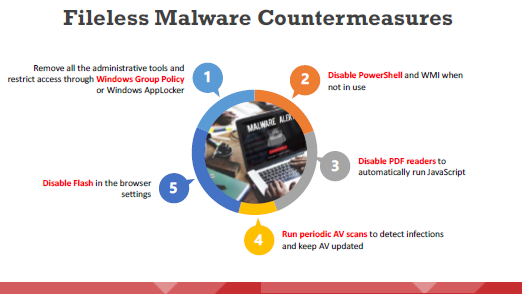 Fileless Malware Countermeasures
1
Remove all the administrative tools and
restrict access through Windows Group Policy
or Windows AppLocker
2
Disable PowerShell and WMI when
not in use
3
Disable PDF readers to
automatically run JavaScript
4
Run periodic AV scans to detect infections
and keep AV updated
5
Disable Flash in the browser
settings
MALWARE ALERT